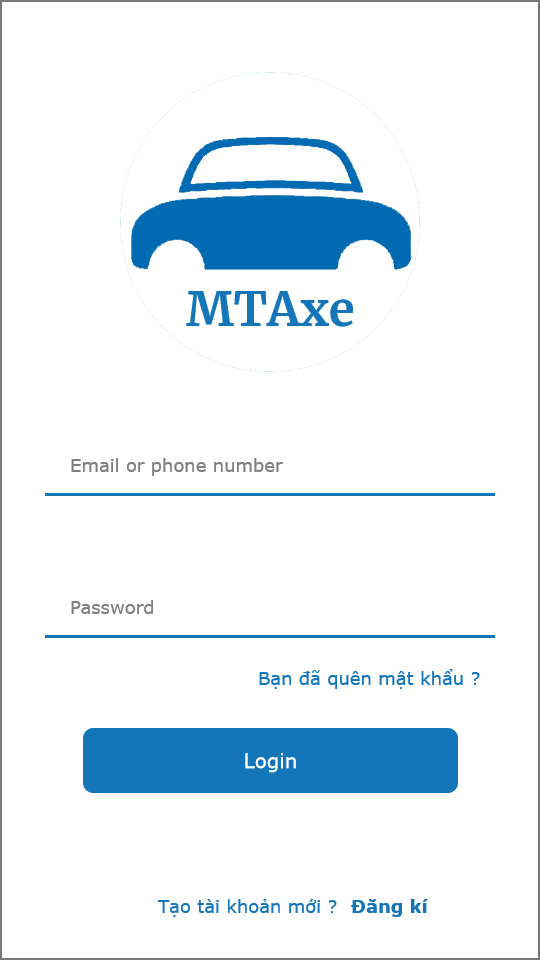 MTAxe
Email or phone number
Password
Bạn đã quên mật khẩu ?
Login
Tạo tài khoản mới ? Đăng kí